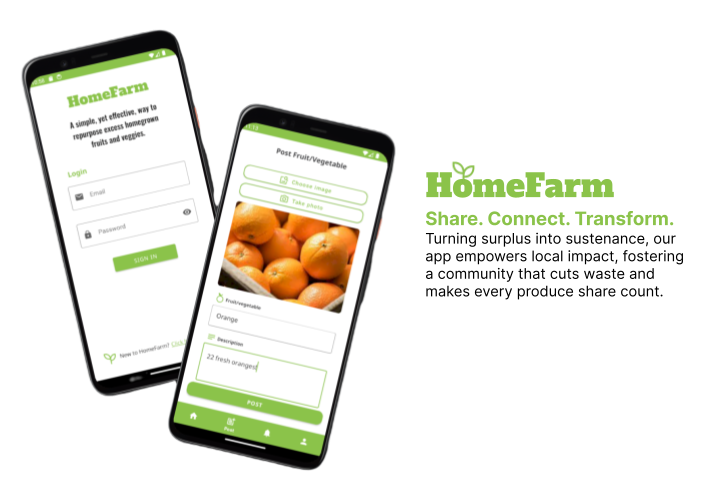 HomeFarm
A simple, yet effective, way to
repurpose excess homegrown
fruits and veggies.
Login
Email
Password
SIGN IN
New to HomeFarm? Click
Post Fruit/Vegetable
Choose image
Take photo
Fruit/vegetable
Orange
Description
22 fresh oranges!
POST
Post
HomeFarm
Share. Connect. Transform.
Turning surplus into sustenance, our
app empowers local impact, fostering
a community that cuts waste and
makes every produce share count.